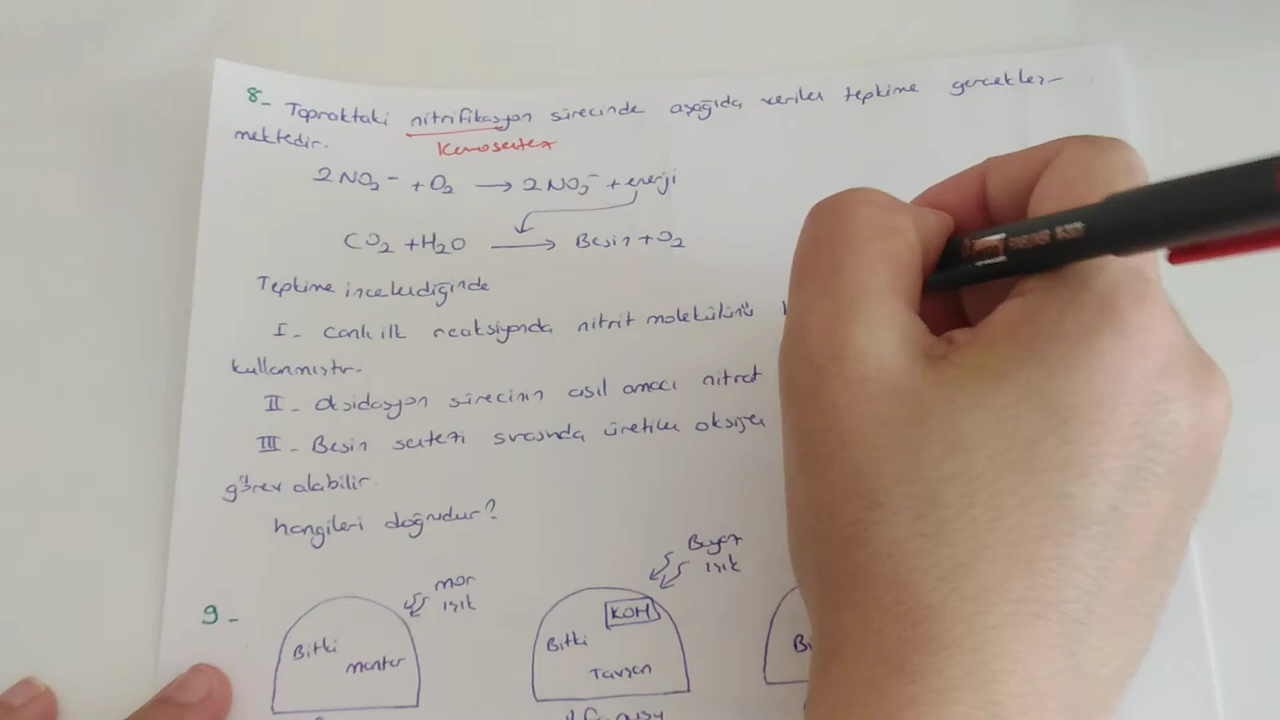 8- Topraktaki nitrifikasyon sürecinde aşağıda verilen tepkime gerçekleş-
mektedir.
Kemosentez
2NO₂⁻ + O₂ → 2NO₃⁻ + enerji
CO₂ + H₂O → Besin + O₂
Tepkime incelendiğinde
I- canlı ilk reaksiyonda nitrit molekülünü
kullanmıştır.
II- Oksidasyon sürecinin asıl amacı nitrat
III- Besin sentezi sırasında üretilen oksijen
görev alabilir.
hangileri doğrudur?
9-
mor
ışık
Bitki
mantar
Beyaz
ışık
KOH
Bitki
Tavşan
Bi